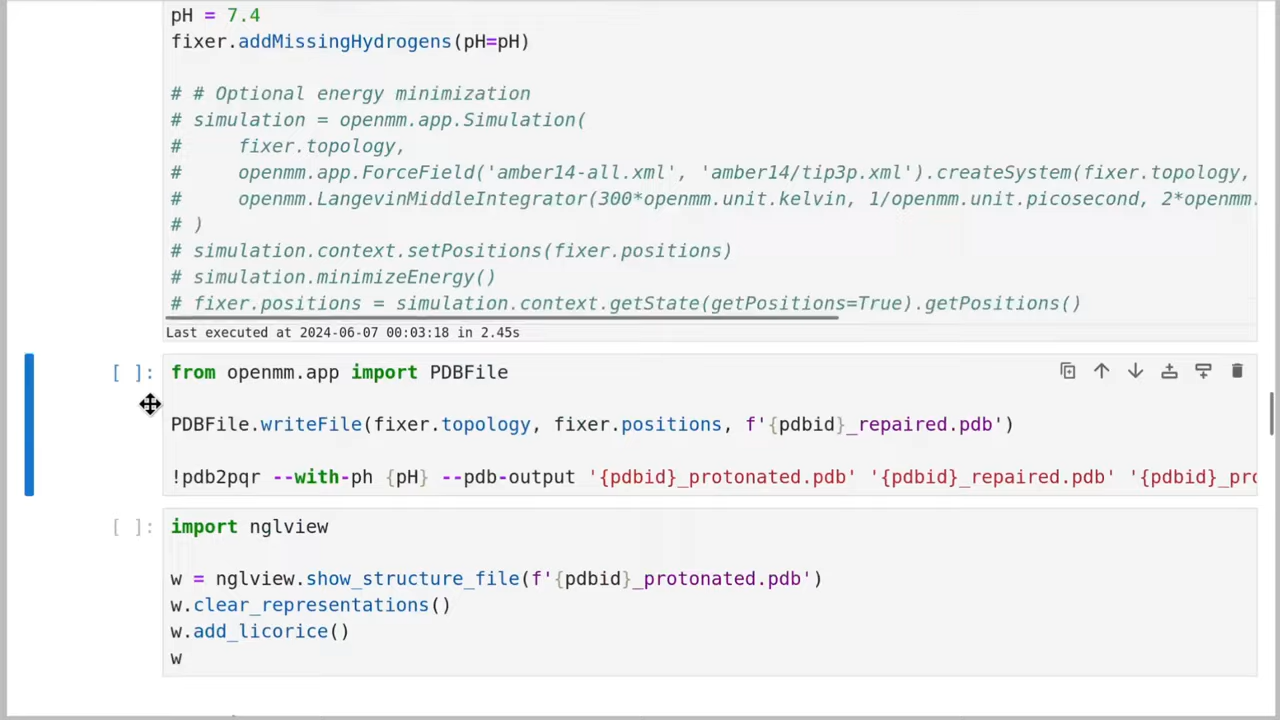 pH = 7.4
fixer.addMissingHydrogens(pH=pH)
# # Optional energy minimization
# simulation = openmm.app.Simulation(
#     fixer.topology,
#     openmm.app.ForceField('amber14-all.xml', 'amber14/tip3p.xml').createSystem(fixer.topology,
#     openmm.LangevinMiddleIntegrator(300*openmm.unit.kelvin, 1/openmm.unit.picosecond, 2*openmm.
# )
# simulation.context.setPositions(fixer.positions)
# simulation.minimizeEnergy()
# fixer.positions = simulation.context.getState(getPositions=True).getPositions()
Last executed at 2024-06-07 00:03:18 in 2.45s
[ ]: from openmm.app import PDBFile
PDBFile.writeFile(fixer.topology, fixer.positions, f'{pdbid}_repaired.pdb')
!pdb2pqr --with-ph {pH} --pdb-output '{pdbid}_protonated.pdb' '{pdbid}_repaired.pdb' '{pdbid}_pro
[ ]: import nglview
w = nglview.show_structure_file(f'{pdbid}_protonated.pdb')
w.clear_representations()
w.add_licorice()
w